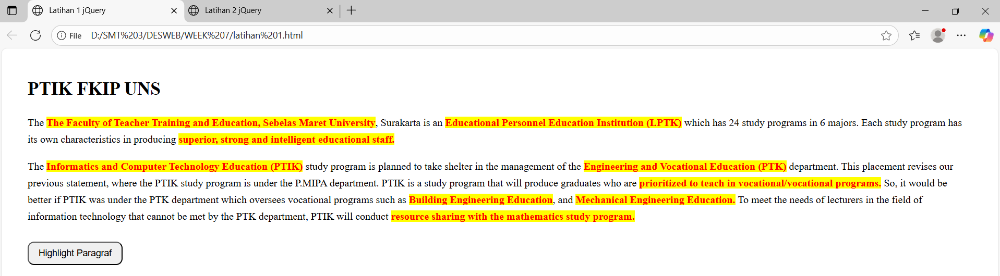 Latihan 1 jQuery
Latihan 2 jQuery
File D:/SMT%203/DESWEB/WEEK%207/latihan%201.html
PTIK FKIP UNS
The The Faculty of Teacher Training and Education, Sebelas Maret University, Surakarta is an Educational Personnel Education Institution (LPTK) which has 24 study programs in 6 majors. Each study program has
its own characteristics in producing superior, strong and intelligent educational staff.
The Informatics and Computer Technology Education (PTIK) study program is planned to take shelter in the management of the Engineering and Vocational Education (PTK) department. This placement revises our
previous statement, where the PTIK study program is under the P.MIPA department. PTIK is a study program that will produce graduates who are prioritized to teach in vocational/vocational programs. So, it would be
better if PTIK was under the PTK department which oversees vocational programs such as Building Engineering Education, and Mechanical Engineering Education. To meet the needs of lecturers in the field of
information technology that cannot be met by the PTK department, PTIK will conduct resource sharing with the mathematics study program.
Highlight Paragraf